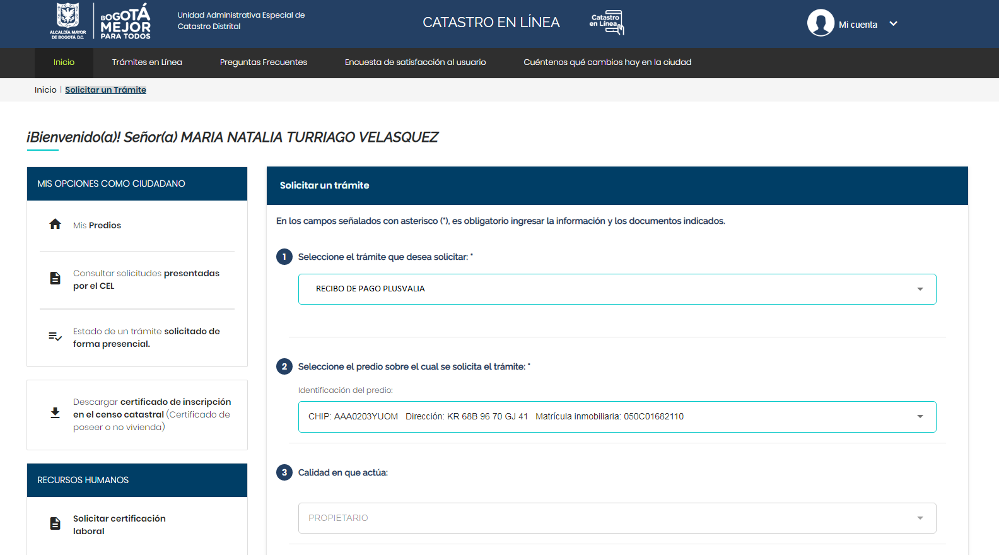 ALCALDÍA MAYOR
DE BOGOTÁ D.C.
BOGOTÁ
MEJOR
PARA TODOS
Unidad Administrativa Especial de
Catastro Distrital
CATASTRO EN LÍNEA
Catastro
en Línea
Mi cuenta
Inicio
Trámites en Línea
Preguntas Frecuentes
Encuesta de satisfacción al usuario
Cuéntenos qué cambios hay en la ciudad
Inicio | Solicitar un Trámite
¡Bienvenido(a)! Señor(a) MARIA NATALIA TURRIAGO VELASQUEZ
MIS OPCIONES COMO CIUDADANO
Mis Predios
Consultar solicitudes presentadas
por el CEL
Estado de un trámite solicitado de
forma presencial.
Descargar certificado de inscripción
en el censo catastral (Certificado de
poseer o no vivienda)
RECURSOS HUMANOS
Solicitar certificación
laboral
Solicitar un trámite
En los campos señalados con asterisco (*), es obligatorio ingresar la información y los documentos indicados.
1 Seleccione el trámite que desea solicitar: *
RECIBO DE PAGO PLUSVALIA
2 Seleccione el predio sobre el cual se solicita el trámite: *
Identificación del predio:
CHIP: AAA0203YUOM Dirección: KR 68B 96 70 GJ 41 Matrícula inmobiliaria: 050C01682110
3 Calidad en que actúa:
PROPIETARIO